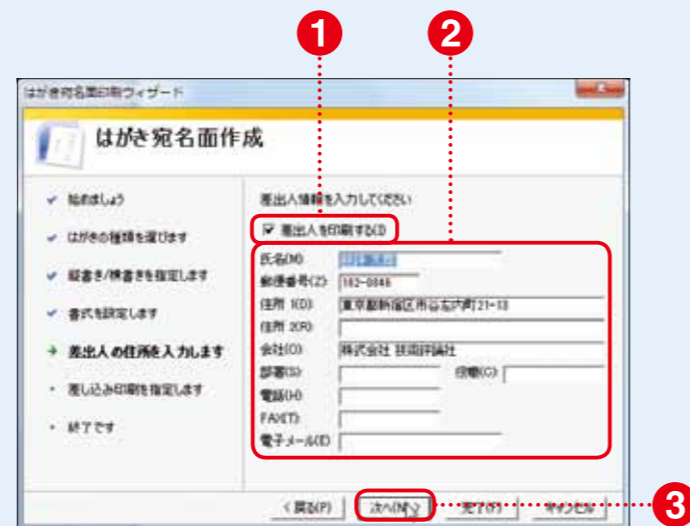 1
2
はがき宛名面印刷ウィザード
はがき宛名面作成
始めましょう
はがきの種類を選びます
縦書き/横書きを指定します
書式を設定します
差出人の住所を入力します
差し込み印刷を指定します
終了です
差出人情報を入力してください
差出人を印刷する(I)
氏名(M)
郵便番号(Z) 162-0846
住所 1(D) 東京都新宿区市谷左内町21-13
住所 2(R)
会社(O) 株式会社 技術評論社
部署(S) 役職(C)
電話(H)
FAX(T)
電子メール(E)
< 戻る(P) 次へ(N) > 完了(F) キャンセル
3